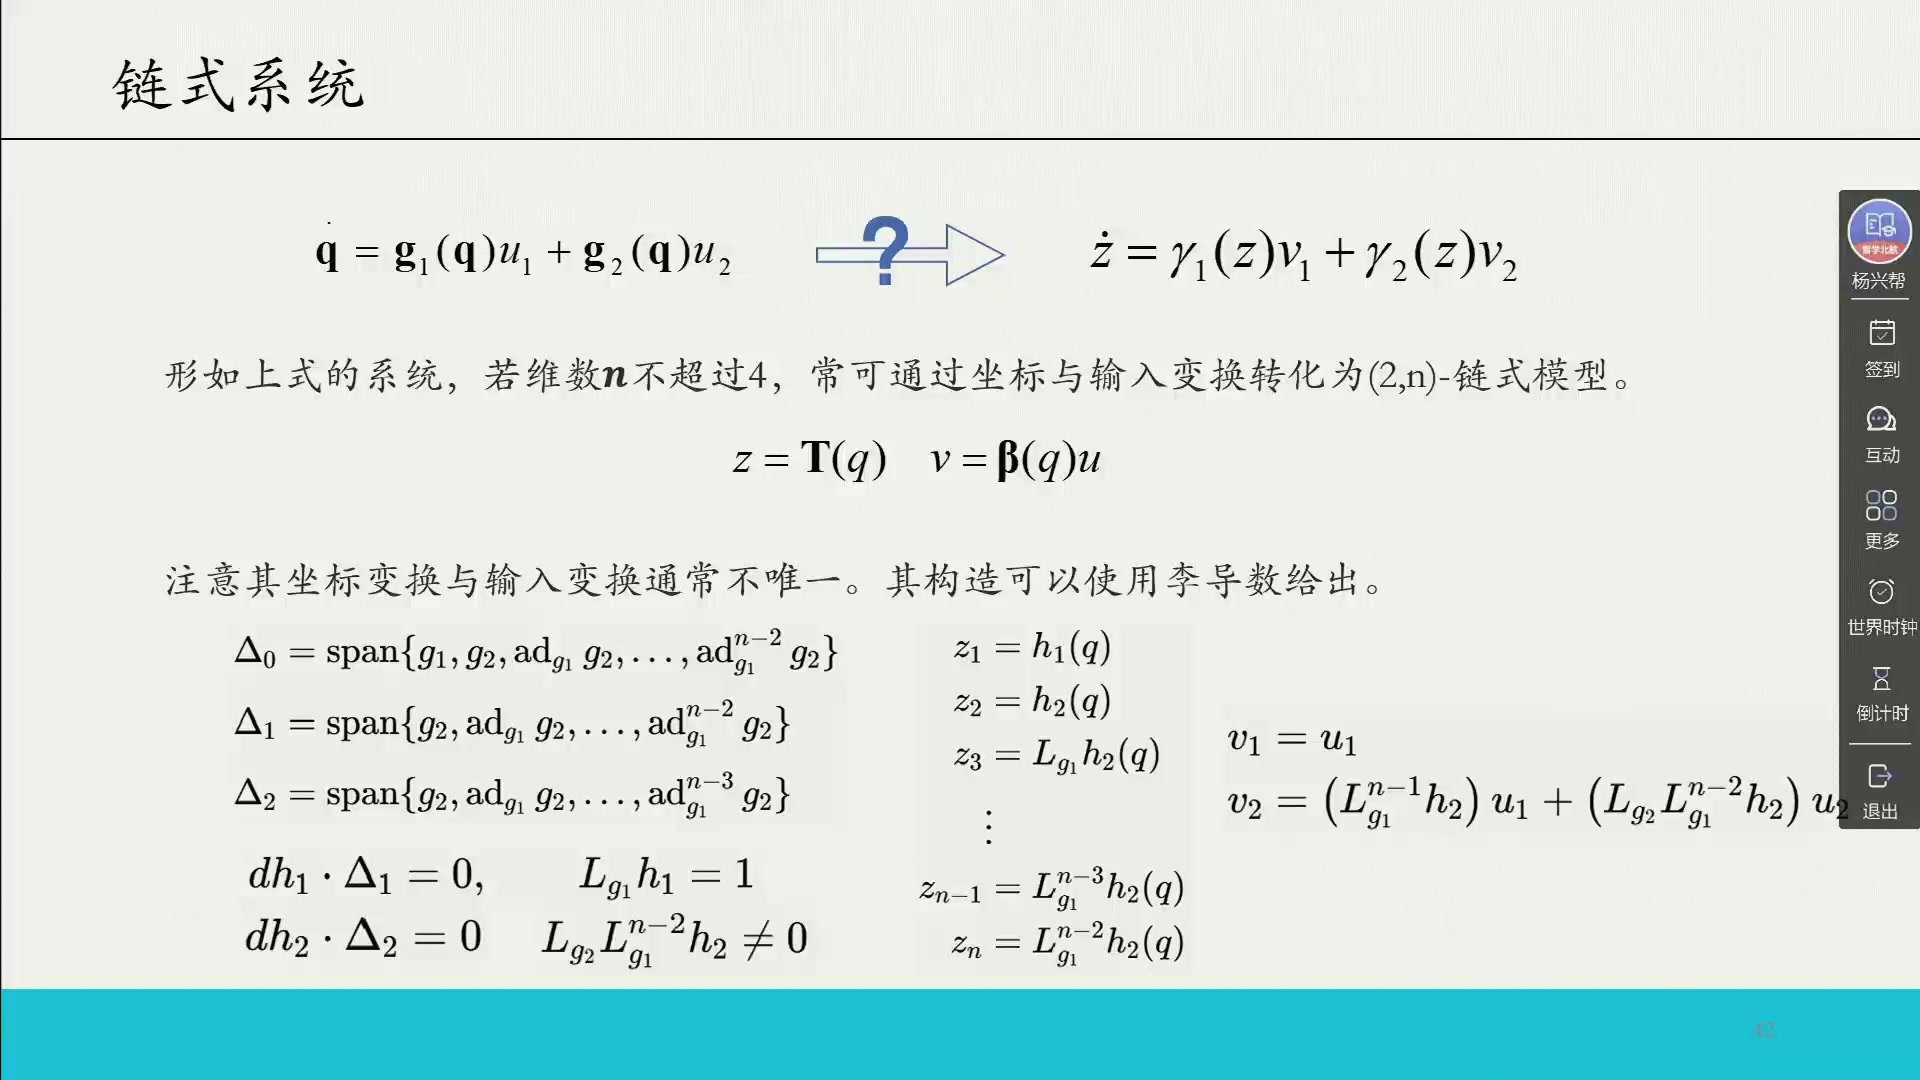 链式系统
q̇ = g₁(q)u₁ + g₂(q)u₂ ? ż = γ₁(z)v₁ + γ₂(z)v₂
形如上式的系统，若维数n不超过4，常可通过坐标与输入变换转化为(2,n)-链式模型。
z = T(q) v = β(q)u
注意其坐标变换与输入变换通常不唯一。其构造可以使用李导数给出。
Δ₀ = span{g₁, g₂, ad_{g₁} g₂, …, ad_{g₁}^{n−2} g₂}
Δ₁ = span{g₂, ad_{g₁} g₂, …, ad_{g₁}^{n−2} g₂}
Δ₂ = span{g₂, ad_{g₁} g₂, …, ad_{g₁}^{n−3} g₂}
dh₁ · Δ₁ = 0, L_{g₁}h₁ = 1
dh₂ · Δ₂ = 0 L_{g₂}L_{g₁}^{n−2}h₂ ≠ 0
z₁ = h₁(q)
z₂ = h₂(q)
z₃ = L_{g₁}h₂(q)
⋮
z_{n−1} = L_{g₁}^{n−3}h₂(q)
z_n = L_{g₁}^{n−2}h₂(q)
v₁ = u₁
v₂ = (L_{g₁}^{n−1}h₂) u₁ + (L_{g₂}L_{g₁}^{n−2}h₂) u₂
42
智学北航
杨兴帮
签到
互动
更多
世界时钟
倒计时
退出